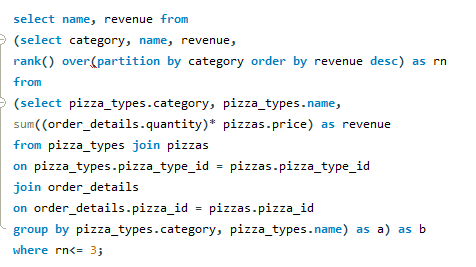 select name, revenue from
(select category, name, revenue,
rank() over(partition by category order by revenue desc) as rn
from
(select pizza_types.category, pizza_types.name,
sum((order_details.quantity)* pizzas.price) as revenue
from pizza_types join pizzas
on pizza_types.pizza_type_id = pizzas.pizza_type_id
join order_details
on order_details.pizza_id = pizzas.pizza_id
group by pizza_types.category, pizza_types.name) as a) as b
where rn<= 3;